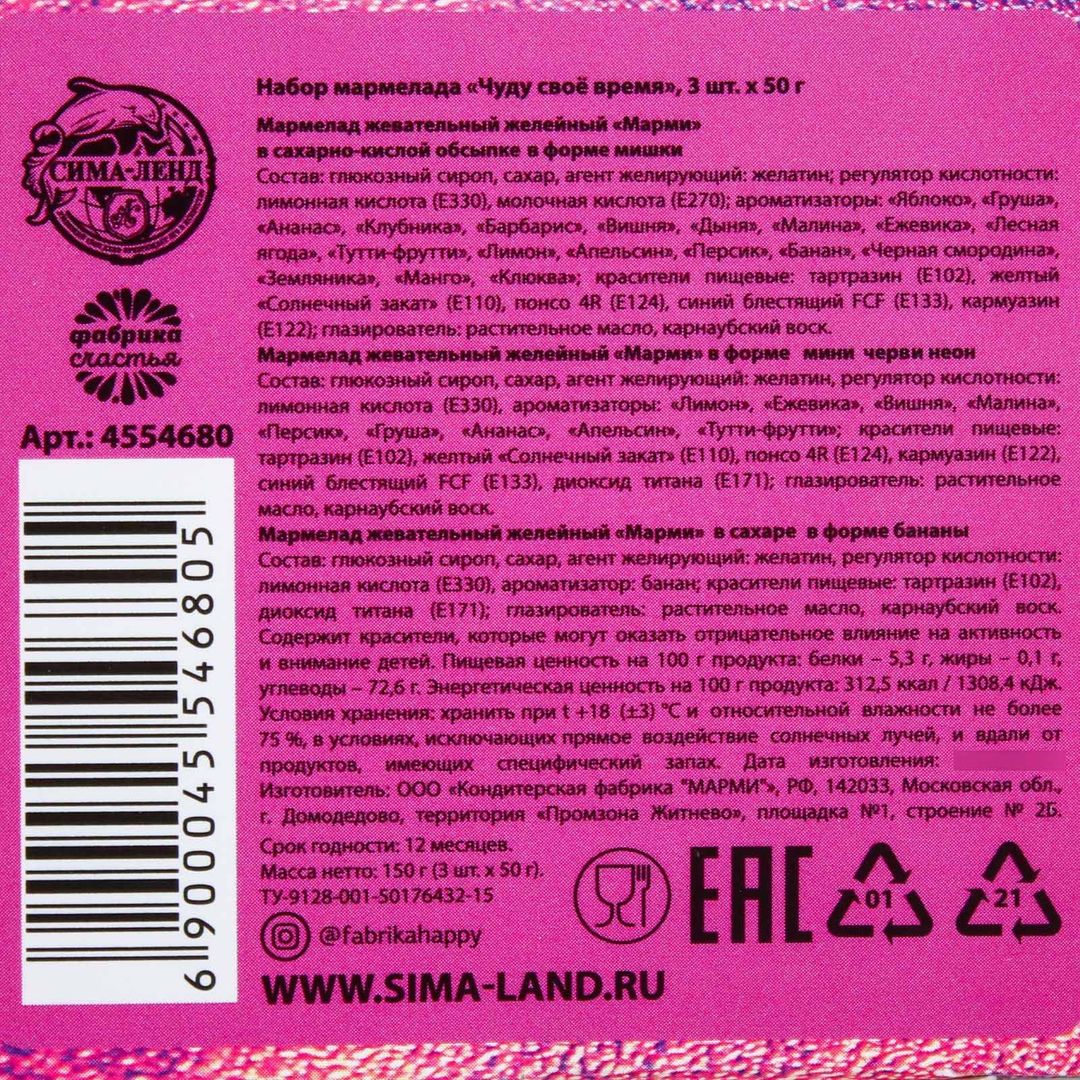 СИМА-ЛЕНД
фабрика
счастья
Арт.: 4554680
6 900045 546805
Набор мармелада «Чуду своё время», 3 шт. х 50 г
Мармелад жевательный желейный «Марми»
в сахарно-кислой обсыпке в форме мишки
Состав: глюкозный сироп, сахар, агент желирующий: желатин; регулятор кислотности:
лимонная кислота (Е330), молочная кислота (Е270); ароматизаторы: «Яблоко», «Груша»,
«Ананас», «Клубника», «Барбарис», «Вишня», «Дыня», «Малина», «Ежевика», «Лесная
ягода», «Тутти-фрутти», «Лимон», «Апельсин», «Персик», «Банан», «Черная смородина»,
«Земляника», «Манго», «Клюква»; красители пищевые: тартразин (Е102), желтый
«Солнечный закат» (Е110), понсо 4R (Е124), синий блестящий FCF (Е133), кармуазин
(Е122); глазирователь: растительное масло, карнаубский воск.
Мармелад жевательный желейный «Марми» в форме мини черви неон
Состав: глюкозный сироп, сахар, агент желирующий: желатин, регулятор кислотности:
лимонная кислота (Е330), ароматизаторы: «Лимон», «Ежевика», «Вишня», «Малина»,
«Персик», «Груша», «Ананас», «Апельсин», «Тутти-фрутти»; красители пищевые:
тартразин (Е102), желтый «Солнечный закат» (Е110), понсо 4R (Е124), кармуазин (Е122),
синий блестящий FCF (Е133), диоксид титана (Е171); глазирователь: растительное
масло, карнаубский воск.
Мармелад жевательный желейный «Марми» в сахаре в форме бананы
Состав: глюкозный сироп, сахар, агент желирующий: желатин, регулятор кислотности:
лимонная кислота (Е330), ароматизатор: банан; красители пищевые: тартразин (Е102),
диоксид титана (Е171); глазирователь: растительное масло, карнаубский воск.
Содержит красители, которые могут оказать отрицательное влияние на активность
и внимание детей. Пищевая ценность на 100 г продукта: белки – 5,3 г, жиры – 0,1 г,
углеводы – 72,6 г. Энергетическая ценность на 100 г продукта: 312,5 ккал / 1308,4 кДж.
Условия хранения: хранить при t +18 (±3) °С и относительной влажности не более
75 %, в условиях, исключающих прямое воздействие солнечных лучей, и вдали от
продуктов, имеющих специфический запах. Дата изготовления:
Изготовитель: ООО «Кондитерская фабрика "МАРМИ"», РФ, 142033, Московская обл.,
г. Домодедово, территория «Промзона Житнево», площадка №1, строение № 2Б.
Срок годности: 12 месяцев.
Масса нетто: 150 г (3 шт. х 50 г).
ТУ-9128-001-50176432-15
@fabrikahappy
WWW.SIMA-LAND.RU
ЕАС
01
21